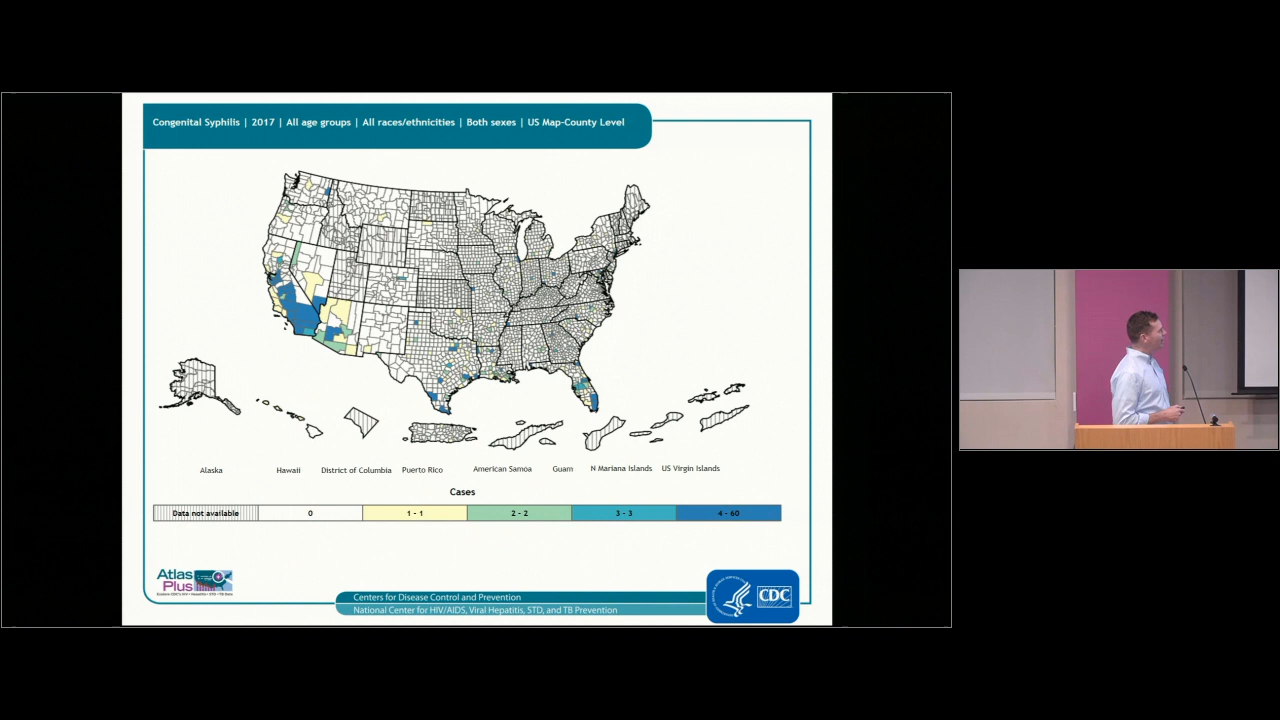 Congenital Syphilis | 2017 | All age groups | All races/ethnicities | Both sexes | US Map-County Level
Alaska Hawaii District of Columbia Puerto Rico American Samoa Guam N Mariana Islands US Virgin Islands
Cases
Data not available 0 1 - 1 2 - 2 3 - 3 4 - 60
Atlas
Plus
Centers for Disease Control and Prevention
National Center for HIV/AIDS, Viral Hepatitis, STD, and TB Prevention
CDC